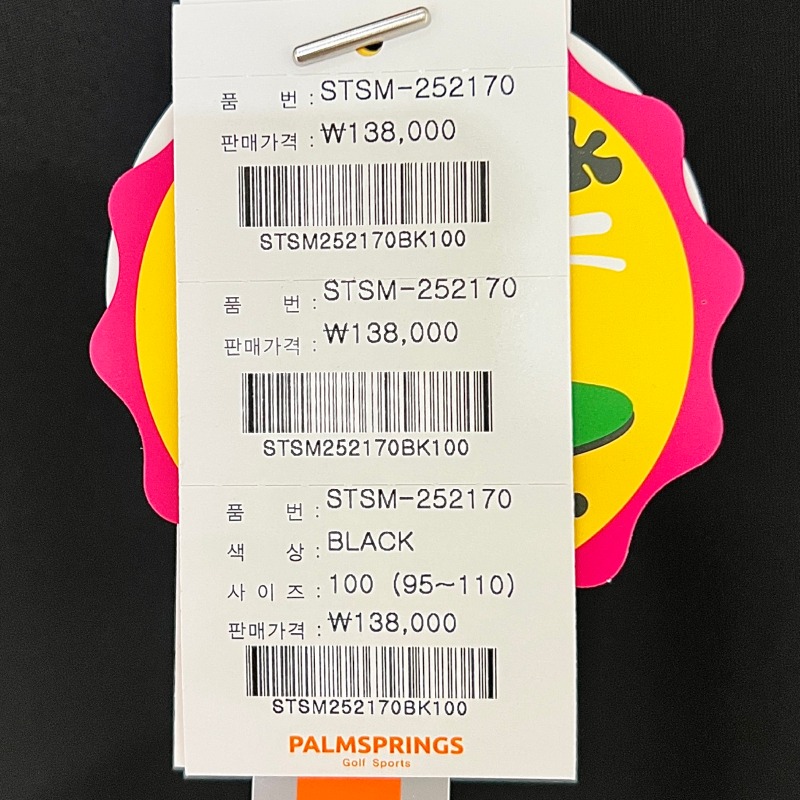 품 번 : STSM-252170
판매가격 : ₩138,000
STSM252170BK100
품 번 : STSM-252170
판매가격 : ₩138,000
STSM252170BK100
품 번 : STSM-252170
색 상 : BLACK
사 이 즈 : 100 (95~110)
판매가격 : ₩138,000
STSM252170BK100
PALMSPRINGS
Golf Sports